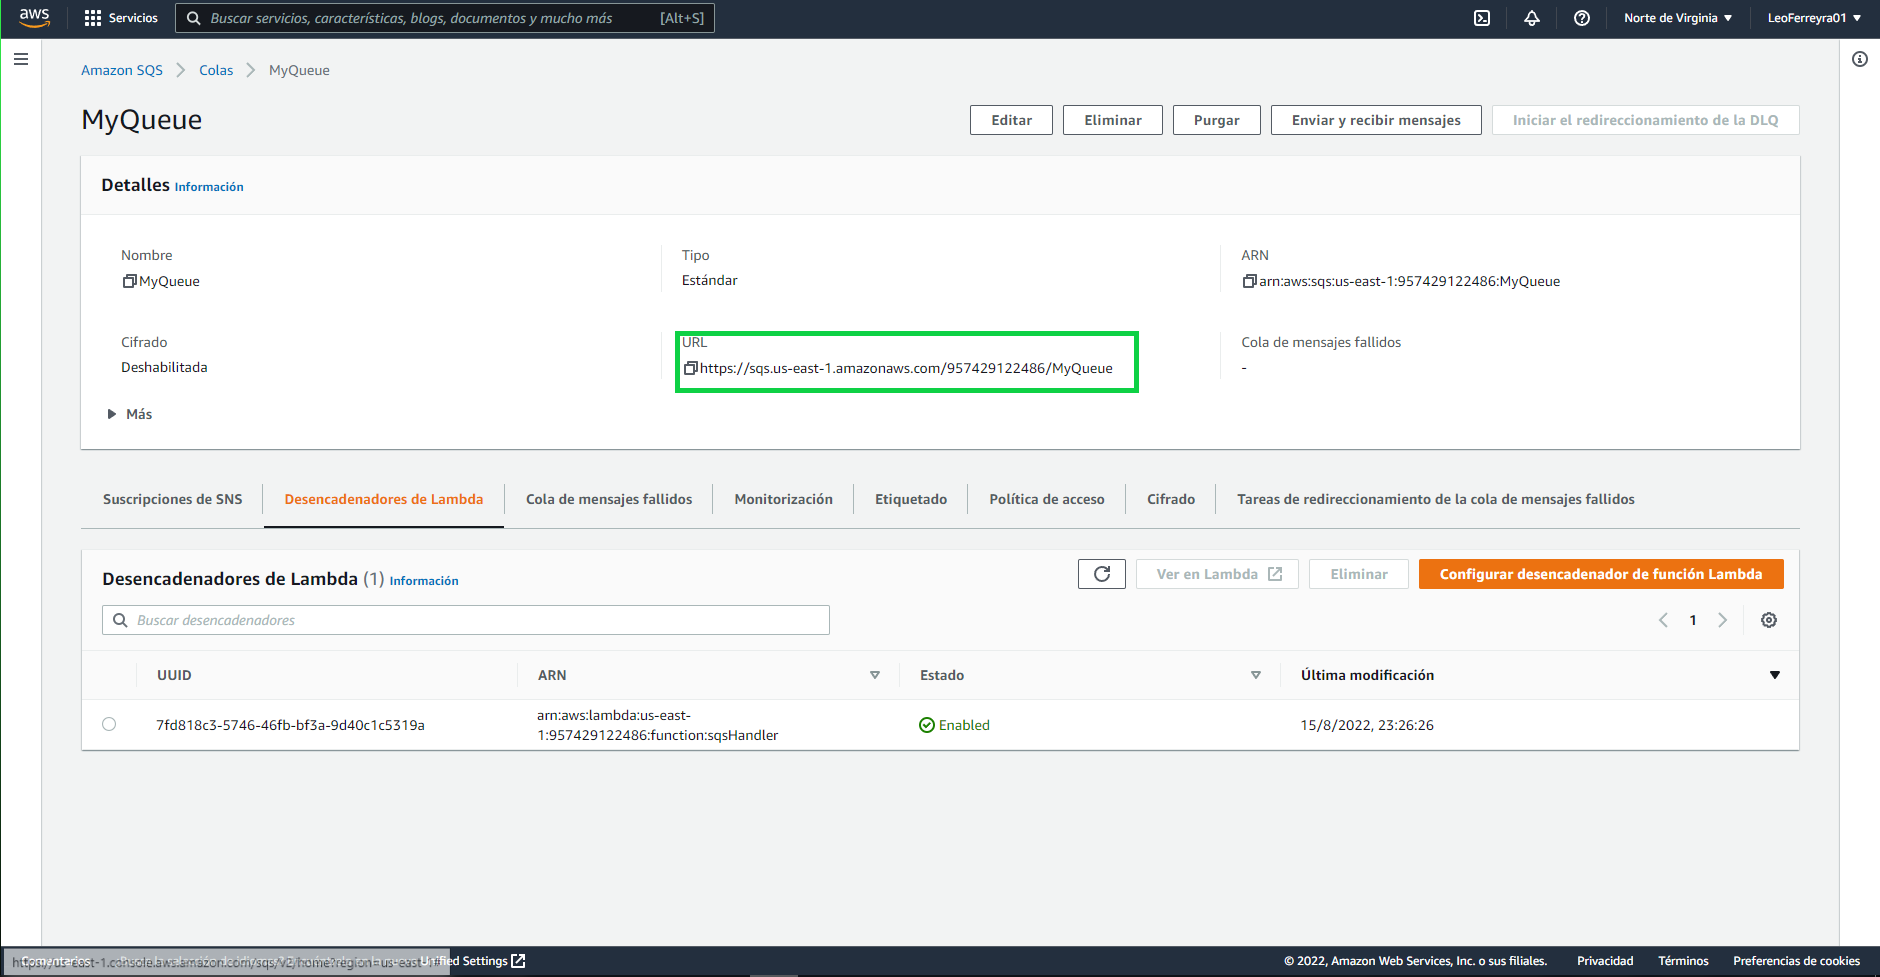 aws Servicios Buscar servicios, características, blogs, documentos y mucho más [Alt+S] Norte de Virginia LeoFerreyra01
Amazon SQS Colas MyQueue
MyQueue Editar Eliminar Purgar Enviar y recibir mensajes Iniciar el redireccionamiento de la DLQ
Detalles Información
Nombre Tipo ARN
MyQueue Estándar arn:aws:sqs:us-east-1:957429122486:MyQueue
Cifrado URL Cola de mensajes fallidos
Deshabilitada https://sqs.us-east-1.amazonaws.com/957429122486/MyQueue -
Más
Suscripciones de SNS Desencadenadores de Lambda Cola de mensajes fallidos Monitorización Etiquetado Política de acceso Cifrado Tareas de redireccionamiento de la cola de mensajes fallidos
Desencadenadores de Lambda (1) Información Ver en Lambda Eliminar Configurar desencadenador de función Lambda
Buscar desencadenadores 1
UUID ARN Estado Última modificación
7fd818c3-5746-46fb-bf3a-9d40c1c5319a arn:aws:lambda:us-east-
1:957429122486:function:sqsHandler Enabled 15/8/2022, 23:26:26
https://us-east-1.console.aws.amazon.com/sqs/v2/home?region=us-east-1# Comentarios Unified Settings © 2022, Amazon Web Services, Inc. o sus filiales. Privacidad Términos Preferencias de cookies